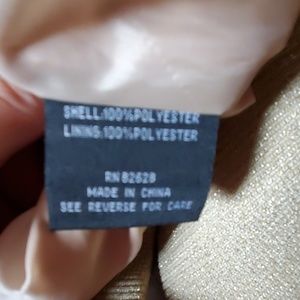 SHELL:100%POLYESTER
LINING:100%POLYESTER
RN 82628
MADE IN CHINA
SEE REVERSE FOR CARE